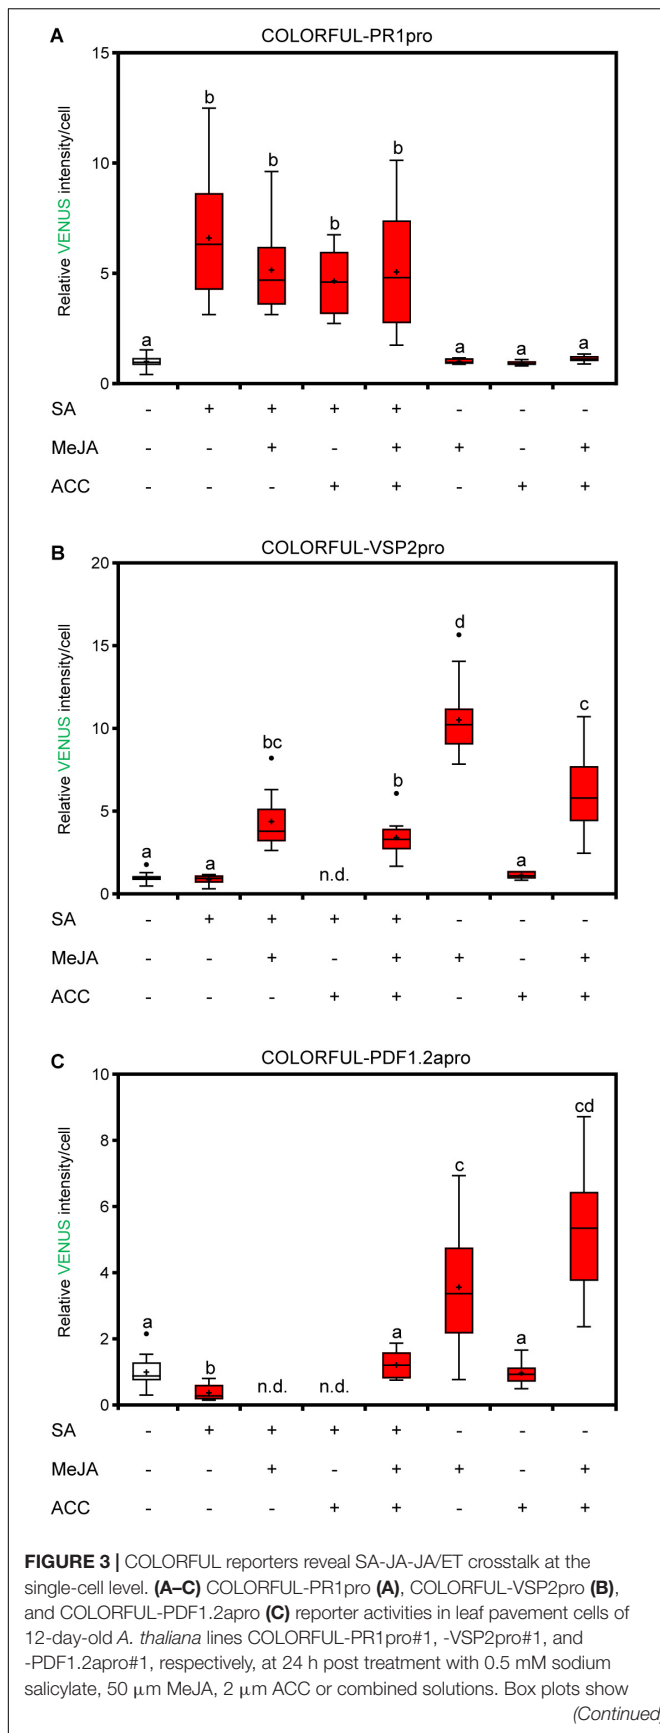 A
COLORFUL-PR1pro
Relative VENUS intensity/cell
15
10
5
0
a b b b b a a a
SA - + + + + - - -
MeJA - - + - + + - +
ACC - - - + + - + +
B
COLORFUL-VSP2pro
Relative VENUS intensity/cell
20
15
10
5
0
a a bc n.d. b d a c
SA - + + + + - - -
MeJA - - + - + + - +
ACC - - - + + - + +
C
COLORFUL-PDF1.2apro
Relative VENUS intensity/cell
10
8
6
4
2
0
a b n.d. n.d. a c a cd
SA - + + + + - - -
MeJA - - + - + + - +
ACC - - - + + - + +
FIGURE 3 | COLORFUL reporters reveal SA-JA-JA/ET crosstalk at the
single-cell level. (A–C) COLORFUL-PR1pro (A), COLORFUL-VSP2pro (B),
and COLORFUL-PDF1.2apro (C) reporter activities in leaf pavement cells of
12-day-old A. thaliana lines COLORFUL-PR1pro#1, -VSP2pro#1, and
-PDF1.2apro#1, respectively, at 24 h post treatment with 0.5 mM sodium
salicylate, 50 μm MeJA, 2 μm ACC or combined solutions. Box plots show
(Continued)